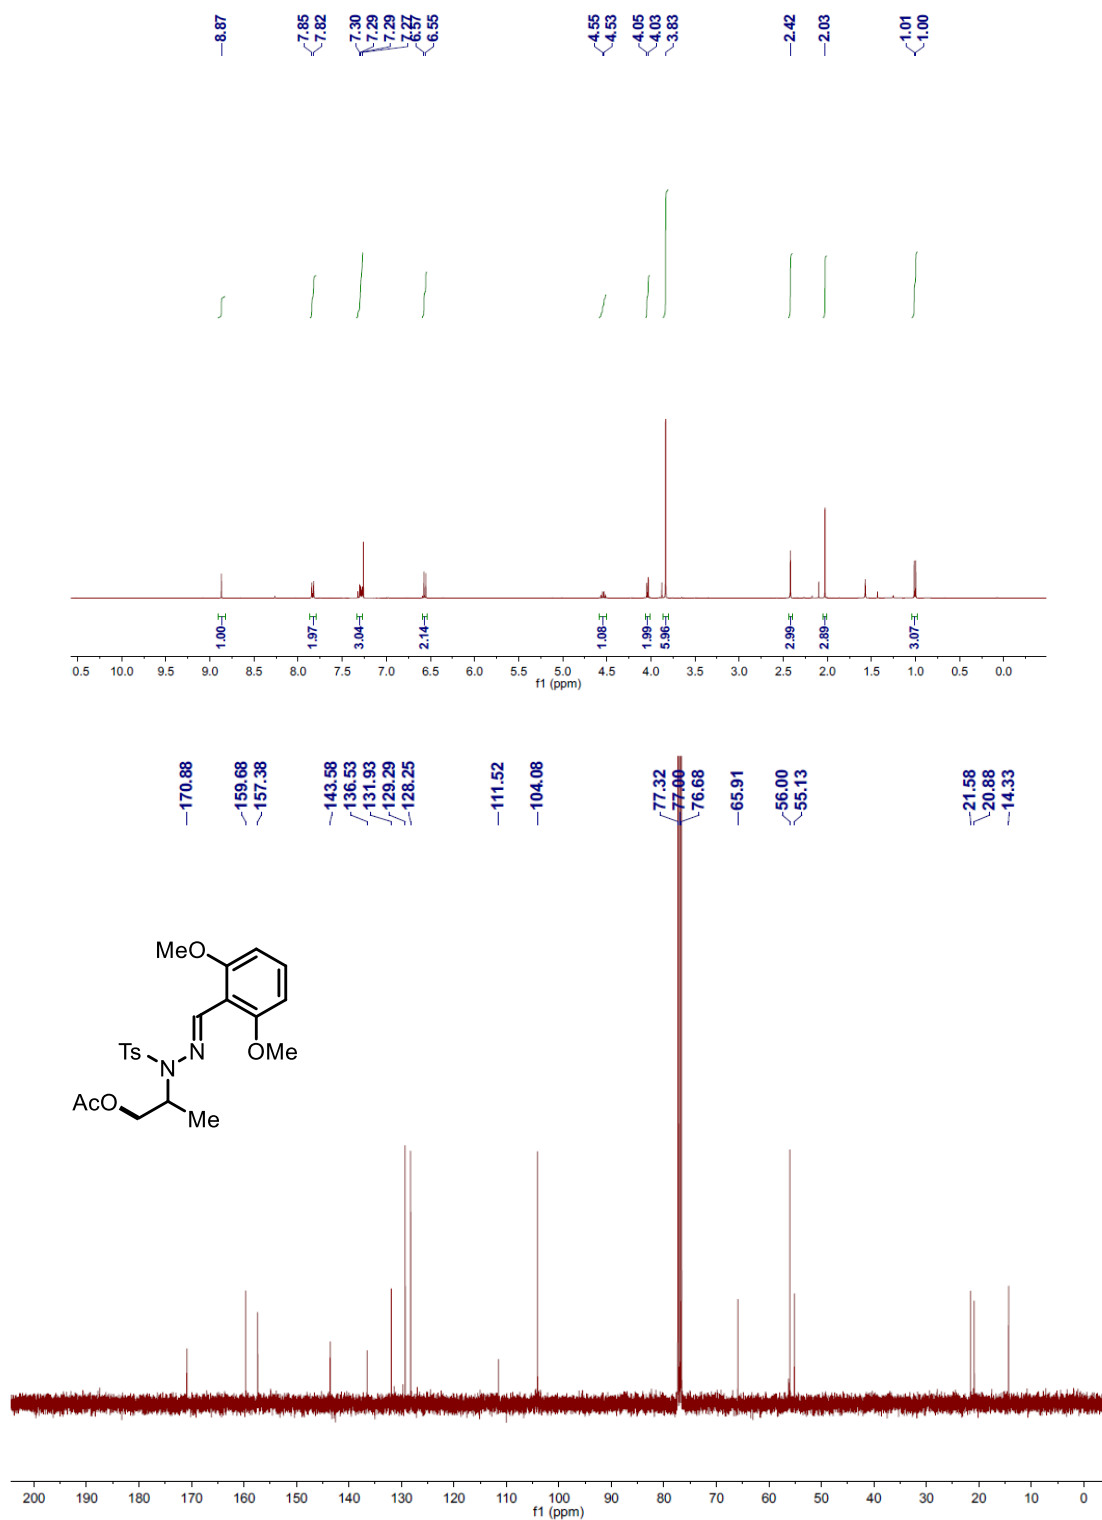 8.87 7.85 7.82 7.30 7.29 7.29 7.27 6.57 6.55 4.55 4.53 4.05 4.03 3.83 2.42 2.03 1.01 1.00
1.00 1.97 3.04 2.14 1.08 1.99 5.96 2.99 2.89 3.07
0.5 10.0 9.5 9.0 8.5 8.0 7.5 7.0 6.5 6.0 5.5 5.0 4.5 4.0 3.5 3.0 2.5 2.0 1.5 1.0 0.5 0.0
f1 (ppm)
170.88 159.68 157.38 143.58 136.53 131.93 129.29 128.25 111.52 104.08 77.32 77.00 76.68 65.91 56.00 55.13 21.58 20.88 14.33
MeO
Ts N OMe
N
AcO Me
200 190 180 170 160 150 140 130 120 110 100 90 80 70 60 50 40 30 20 10 0
f1 (ppm)